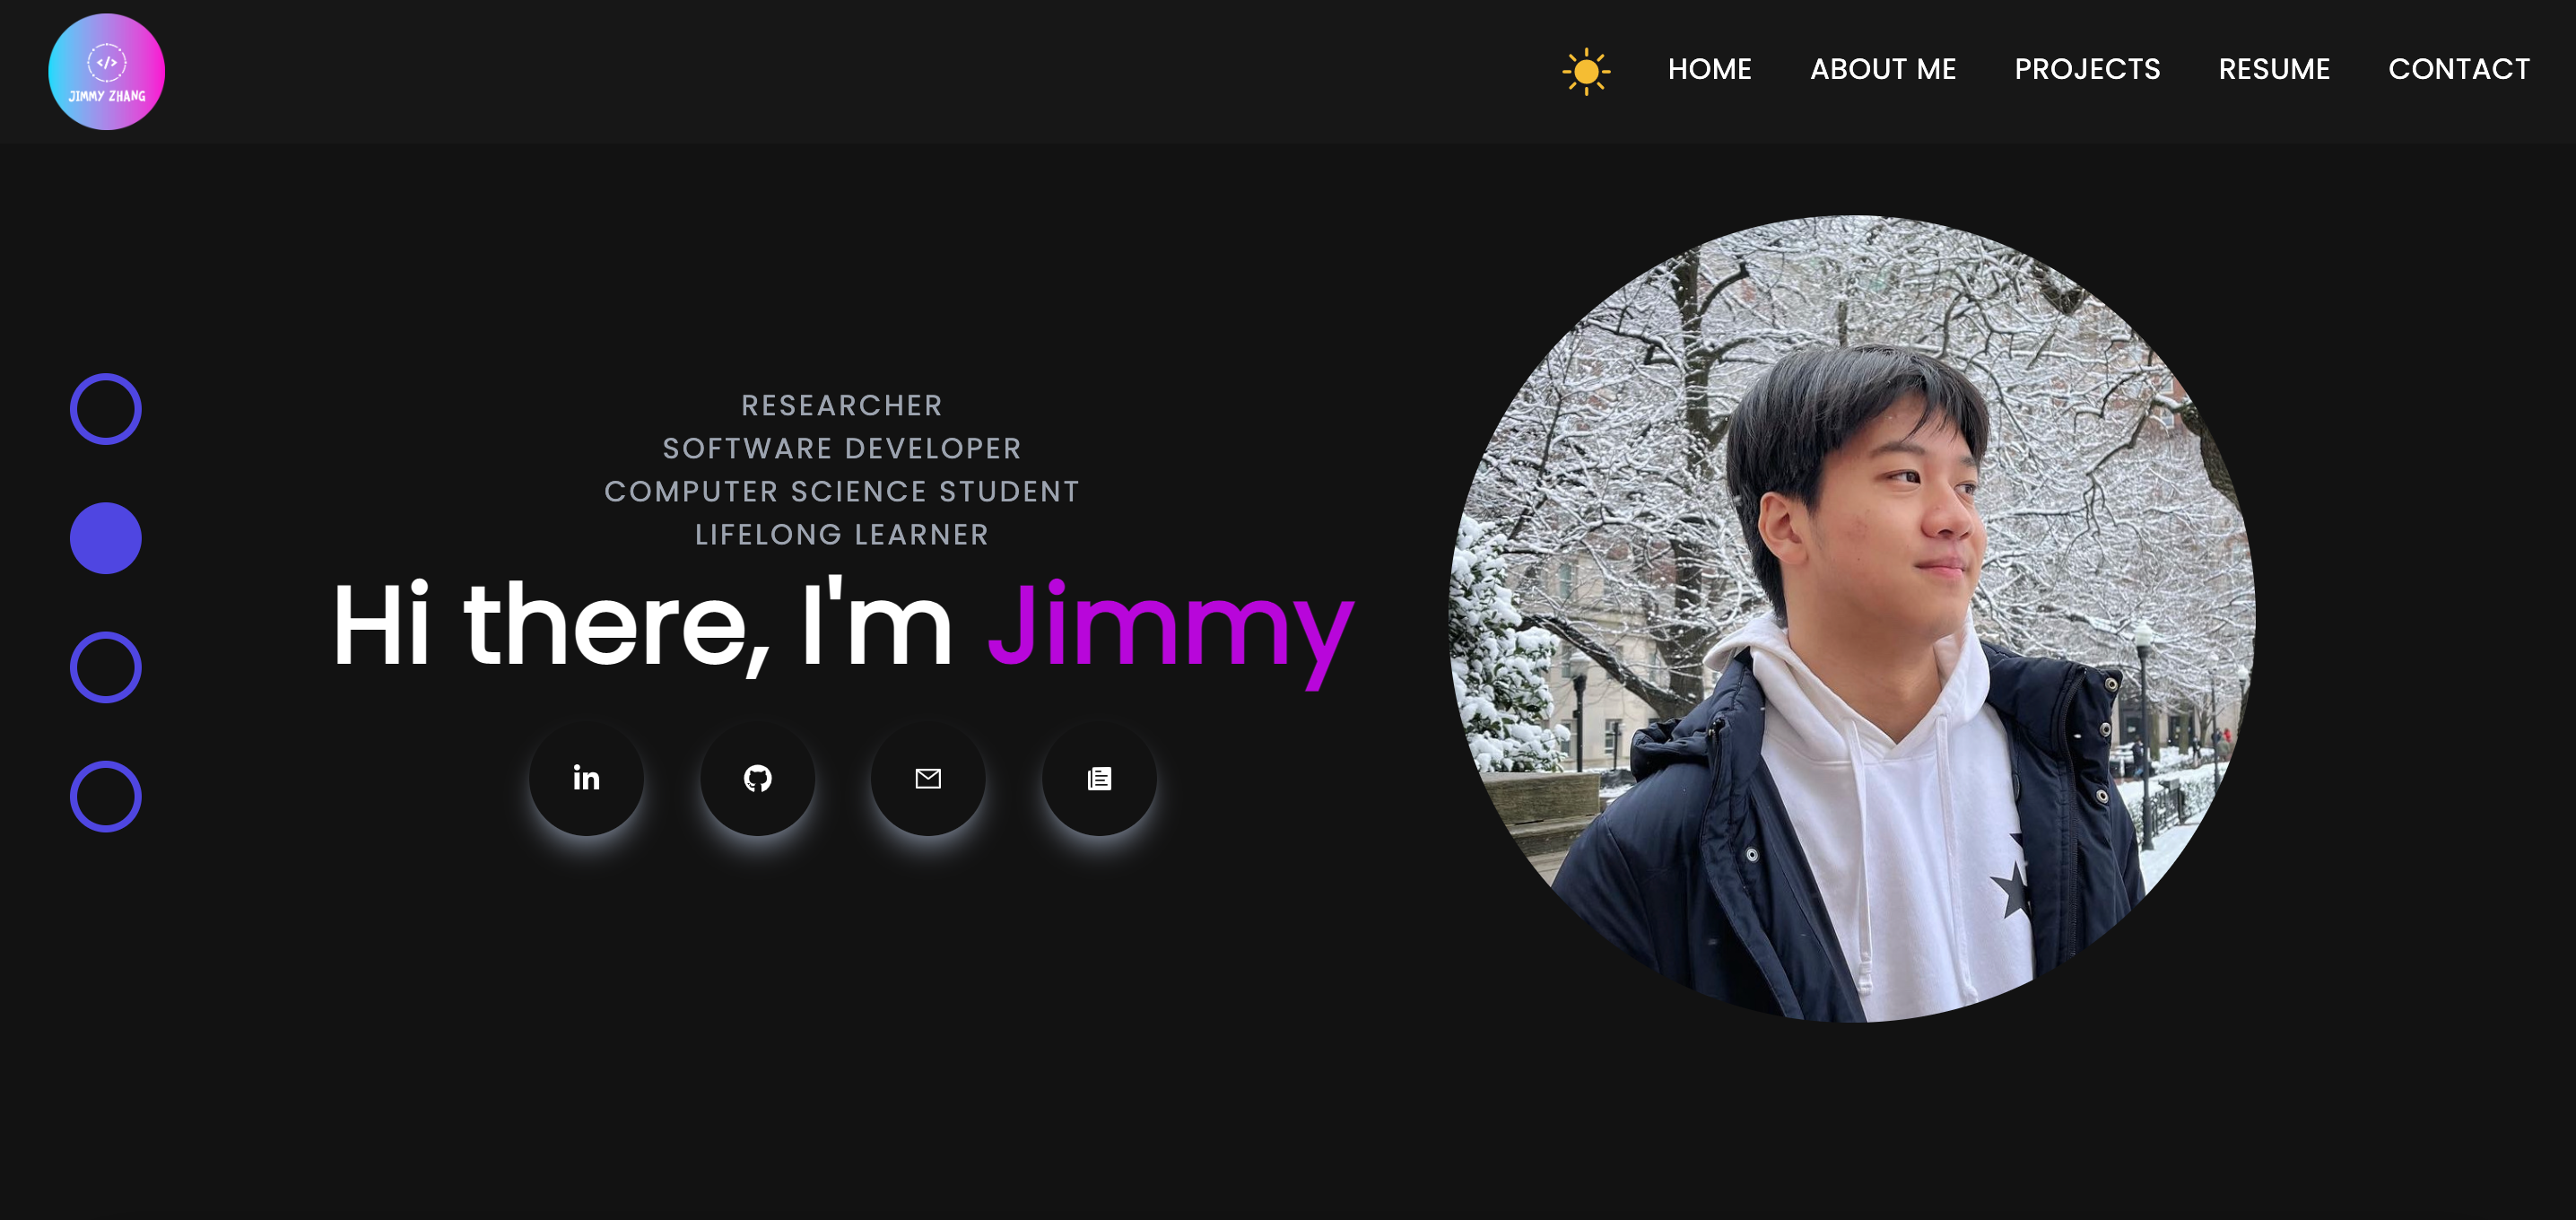 </>
JIMMY ZHANG
HOME
ABOUT ME
PROJECTS
RESUME
CONTACT
RESEARCHER
SOFTWARE DEVELOPER
COMPUTER SCIENCE STUDENT
LIFELONG LEARNER
Hi there, I'm Jimmy
in